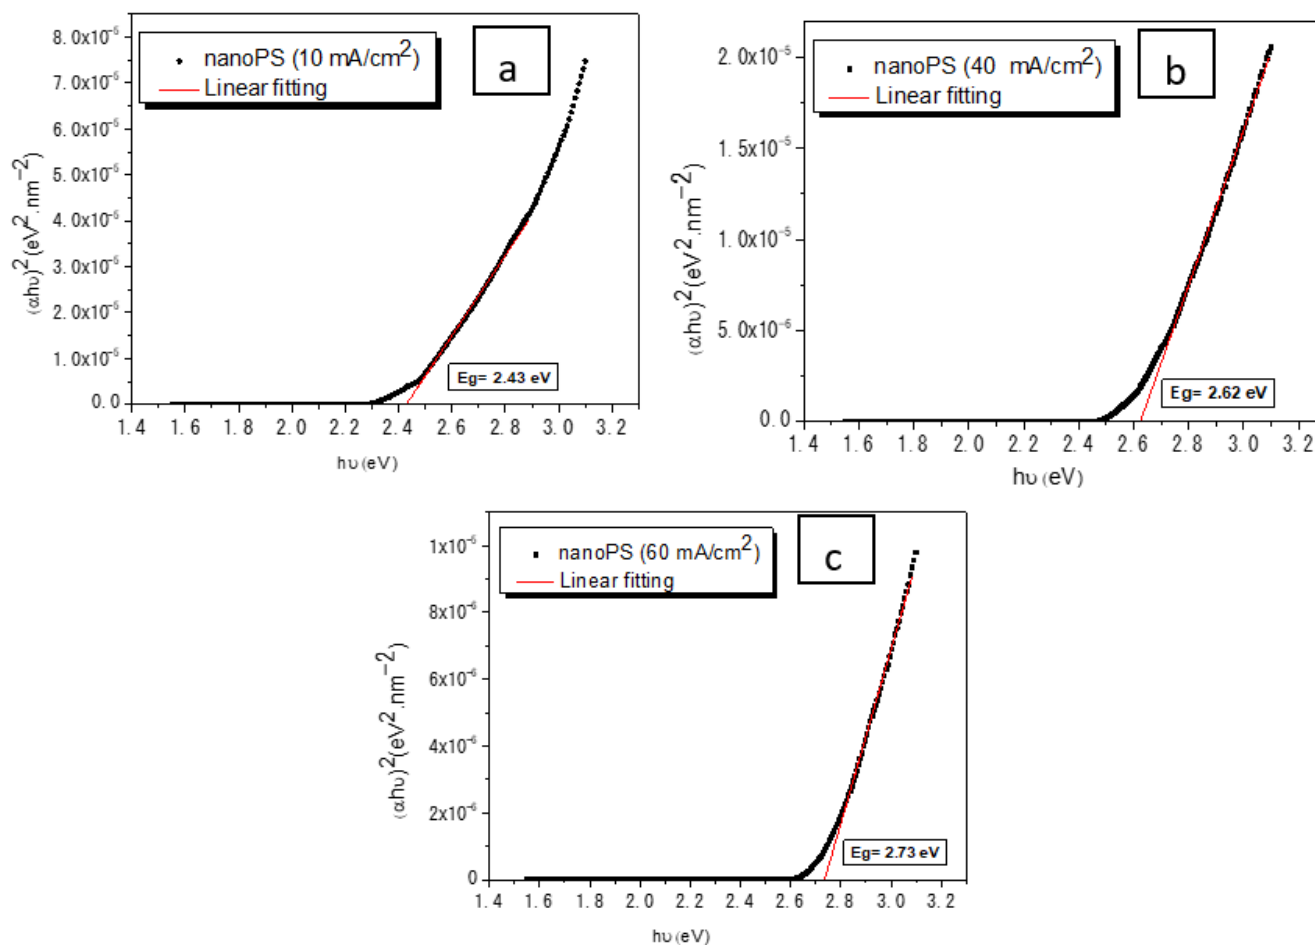 nanoPS (10 mA/cm²)
Linear fitting
a
(αhυ)² (eV².nm⁻²)
8.0x10⁻⁵
7.0x10⁻⁵
6.0x10⁻⁵
5.0x10⁻⁵
4.0x10⁻⁵
3.0x10⁻⁵
2.0x10⁻⁵
1.0x10⁻⁵
0.0
Eg= 2.43 eV
1.4 1.6 1.8 2.0 2.2 2.4 2.6 2.8 3.0 3.2
hυ (eV)
nanoPS (40 mA/cm²)
Linear fitting
b
(αhυ)² (eV².nm⁻²)
2.0x10⁻⁵
1.5x10⁻⁵
1.0x10⁻⁵
5.0x10⁻⁶
0.0
Eg= 2.62 eV
1.4 1.6 1.8 2.0 2.2 2.4 2.6 2.8 3.0 3.2
hυ (eV)
nanoPS (60 mA/cm²)
Linear fitting
c
(αhυ)² (eV².nm⁻²)
1x10⁻⁵
8x10⁻⁶
6x10⁻⁶
4x10⁻⁶
2x10⁻⁶
0
Eg= 2.73 eV
1.4 1.6 1.8 2.0 2.2 2.4 2.6 2.8 3.0 3.2
hυ (eV)